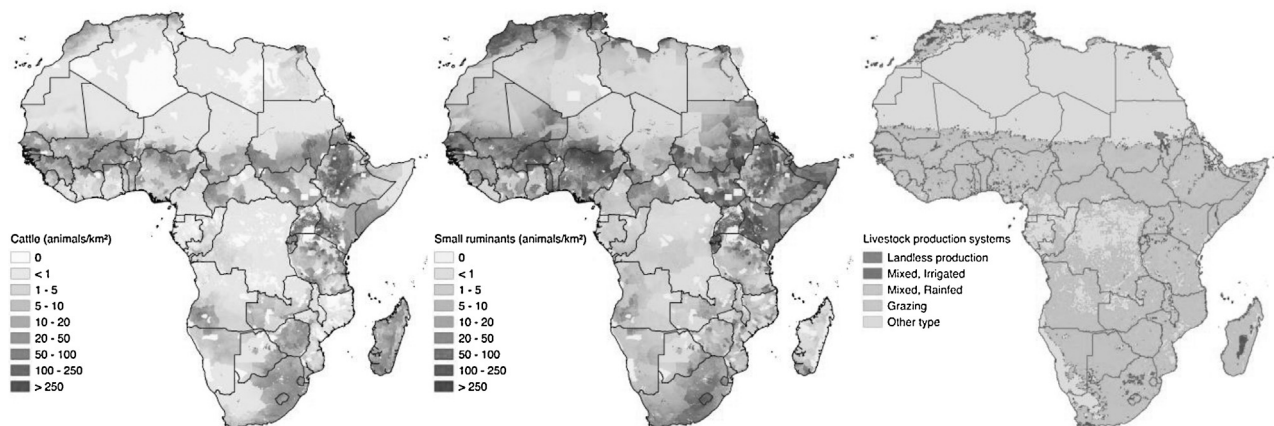 Cattle (animals/km²)
0
< 1
1 - 5
5 - 10
10 - 20
20 - 50
50 - 100
100 - 250
> 250
Small ruminants (animals/km²)
0
< 1
1 - 5
5 - 10
10 - 20
20 - 50
50 - 100
100 - 250
> 250
Livestock production systems
Landless production
Mixed, Irrigated
Mixed, Rainfed
Grazing
Other type